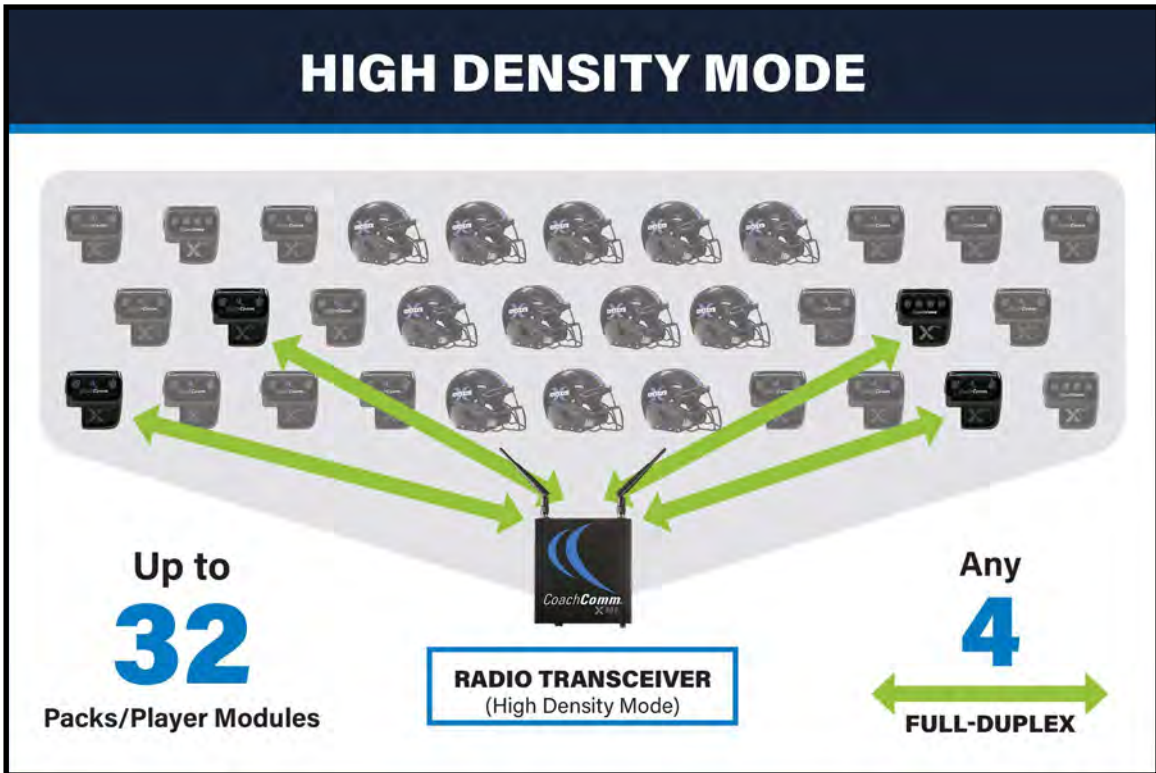 HIGH DENSITY MODE
Up to
32
Packs/Player Modules
CoachComm
X
RADIO TRANSCEIVER
(High Density Mode)
Any
4
FULL-DUPLEX